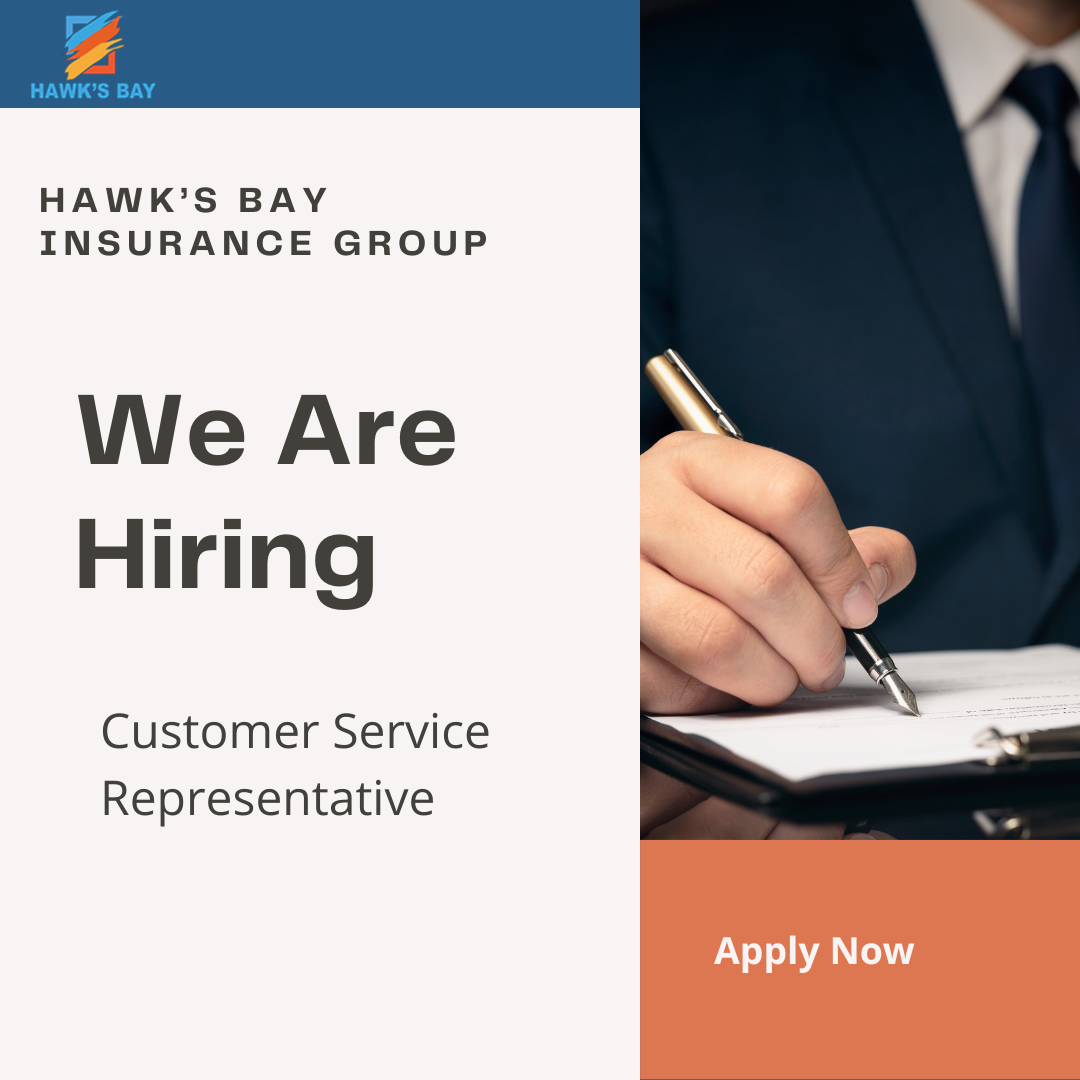 HAWK'S BAY
HAWK'S BAY
INSURANCE GROUP
We Are
Hiring
Customer Service
Representative
Apply Now